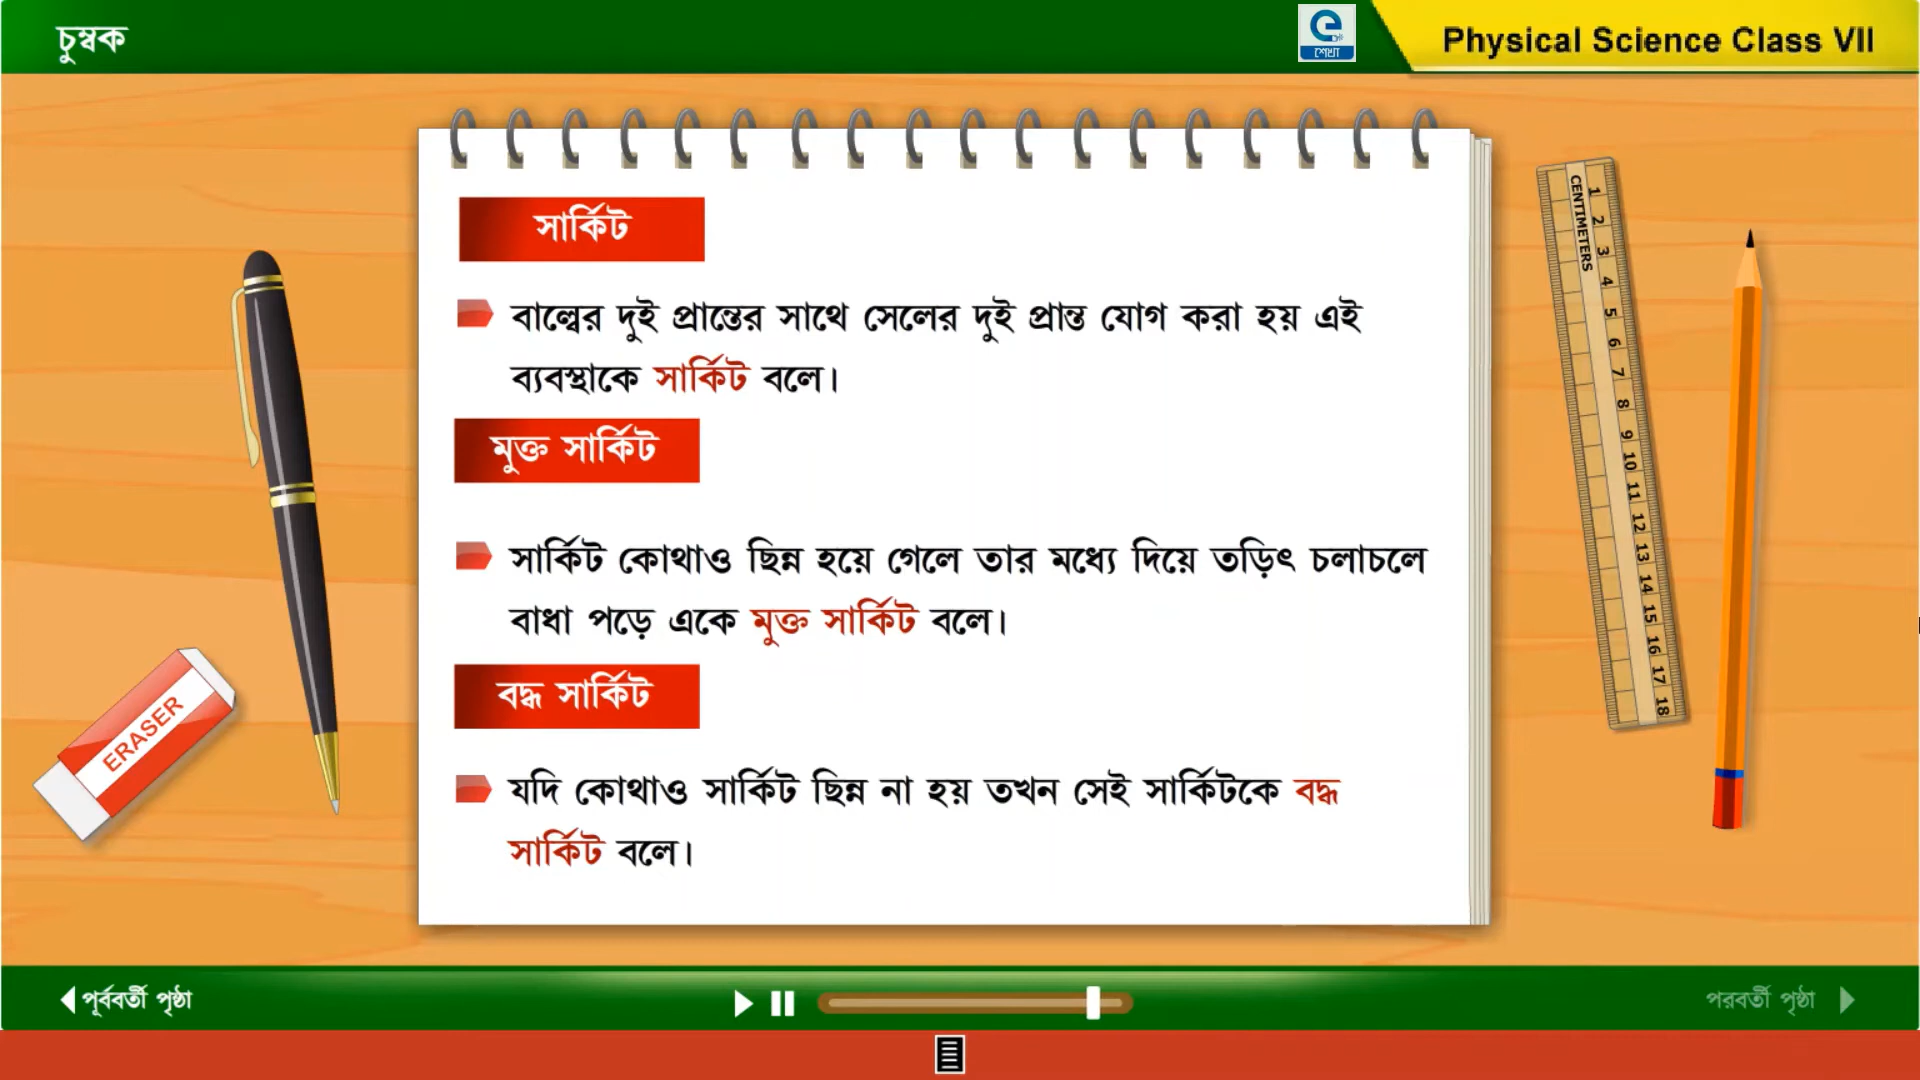 চুম্বক
e
শেখা
Physical Science Class VII
সার্কিট
বাল্বের দুই প্রান্তের সাথে সেলের দুই প্রান্ত যোগ করা হয় এই
ব্যবস্থাকে সার্কিট বলে।
মুক্ত সার্কিট
সার্কিট কোথাও ছিন্ন হয়ে গেলে তার মধ্যে দিয়ে তড়িৎ চলাচলে
বাধা পড়ে একে মুক্ত সার্কিট বলে।
বদ্ধ সার্কিট
যদি কোথাও সার্কিট ছিন্ন না হয় তখন সেই সার্কিটকে বদ্ধ
সার্কিট বলে।
ERASER
CENTIMETERS
1 2 3 4 5 6 7 8 9 10 11 12 13 14 15 16 17 18
পূর্ববর্তী পৃষ্ঠা
পরবর্তী পৃষ্ঠা